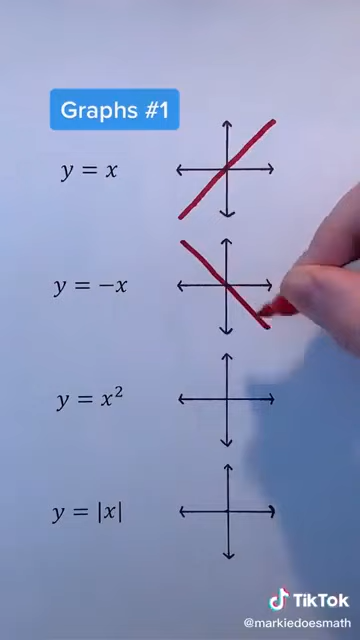 Graphs #1
y = x
y = −x
y = x²
y = |x|
TikTok
@markiedoesmath